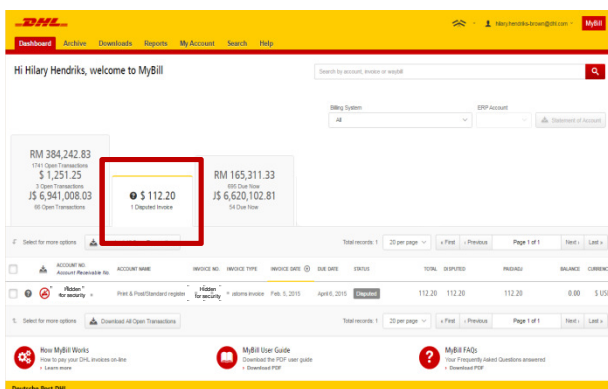 DHL
hilary.hendriks-brown@dhl.com
MyBill
Dashboard Archive Downloads Reports My Account Search Help
Hi Hilary Hendriks, welcome to MyBill
Search by account, invoice or waybill
Billing System
ERP Account
All
Statement of Account
RM 384,242.83
1741 Open Transactions
$ 1,251.25
3 Open Transactions
J$ 6,941,008.03
66 Open Transactions
$ 112.20
1 Disputed Invoice
RM 165,311.33
695 Due Now
J$ 6,620,102.81
54 Due Now
Select for more options
Total records: 1 20 per page « First ‹ Previous Page 1 of 1 Next › Last »
ACCOUNT NO. Account Receivable No. ACCOUNT NAME INVOICE NO. INVOICE TYPE INVOICE DATE DUE DATE STATUS TOTAL DISPUTED PAID/ADJ BALANCE CURRENC
Hidden for security Print & Post/Standard register Hidden for security invoice Feb. 5, 2015 April 6, 2015 Disputed 112.20 112.20 112.20 0.00 $ US
Select for more options Download All Open Transactions Total records: 1 20 per page « First ‹ Previous Page 1 of 1 Next › Last »
How MyBill Works
How to pay your DHL invoices on-line
› Learn more
MyBill User Guide
Download the PDF user guide
› Download PDF
MyBill FAQs
Your Frequently Asked Questions answered
› Download PDF
Deutsche Post DHL